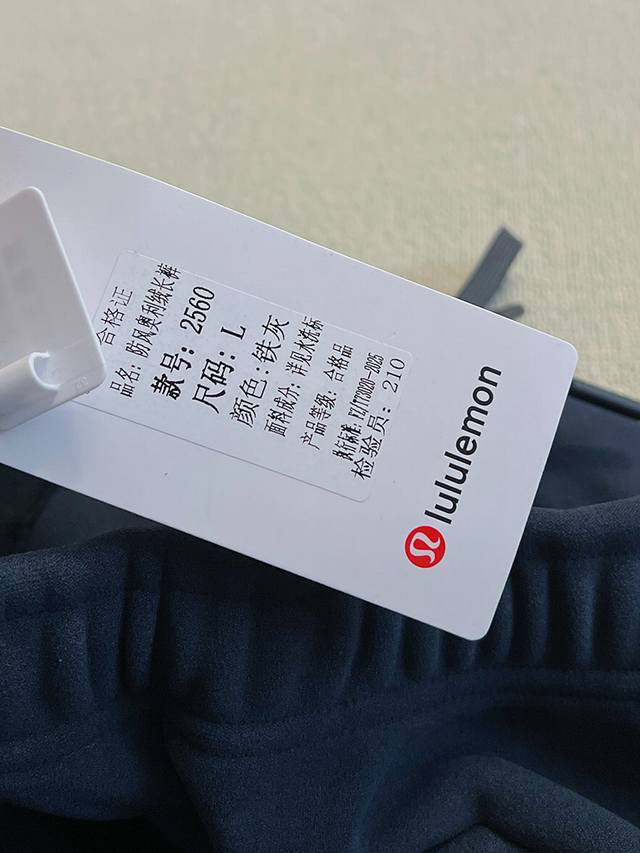 合格证
品名: 防风奥利绒长裤
款号: 2560
尺码: L
颜色: 铁灰
面料成分: 详见水洗标
产品等级: 合格品
执行标准: FZ/T73020-2025
检验员: 210
lululemon